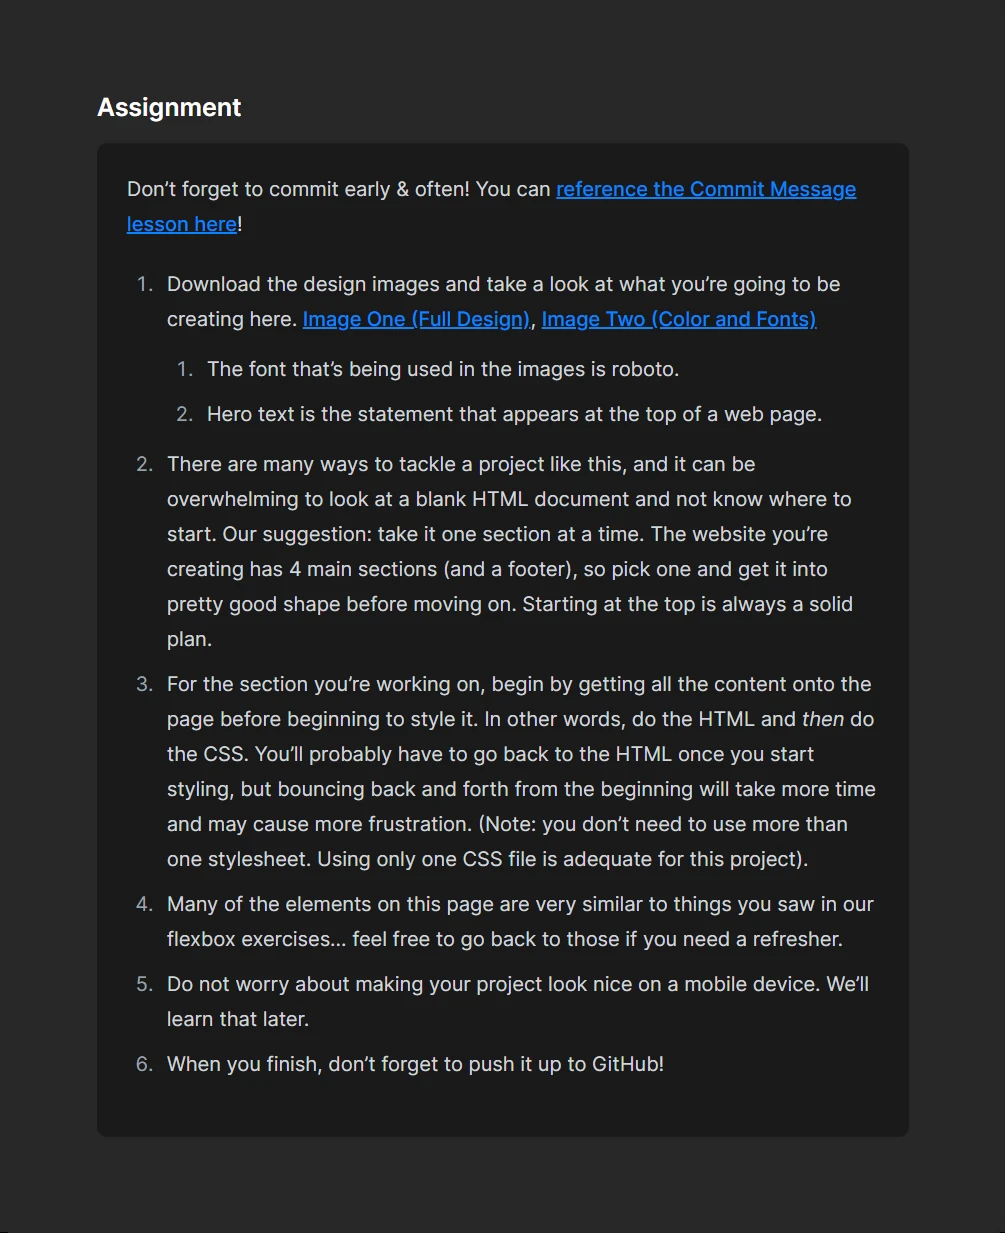 Assignment
Don’t forget to commit early & often! You can reference the Commit Message
lesson here!
1. Download the design images and take a look at what you’re going to be
creating here. Image One (Full Design), Image Two (Color and Fonts)
1. The font that’s being used in the images is roboto.
2. Hero text is the statement that appears at the top of a web page.
2. There are many ways to tackle a project like this, and it can be
overwhelming to look at a blank HTML document and not know where to
start. Our suggestion: take it one section at a time. The website you’re
creating has 4 main sections (and a footer), so pick one and get it into
pretty good shape before moving on. Starting at the top is always a solid
plan.
3. For the section you’re working on, begin by getting all the content onto the
page before beginning to style it. In other words, do the HTML and then do
the CSS. You’ll probably have to go back to the HTML once you start
styling, but bouncing back and forth from the beginning will take more time
and may cause more frustration. (Note: you don’t need to use more than
one stylesheet. Using only one CSS file is adequate for this project).
4. Many of the elements on this page are very similar to things you saw in our
flexbox exercises… feel free to go back to those if you need a refresher.
5. Do not worry about making your project look nice on a mobile device. We’ll
learn that later.
6. When you finish, don’t forget to push it up to GitHub!